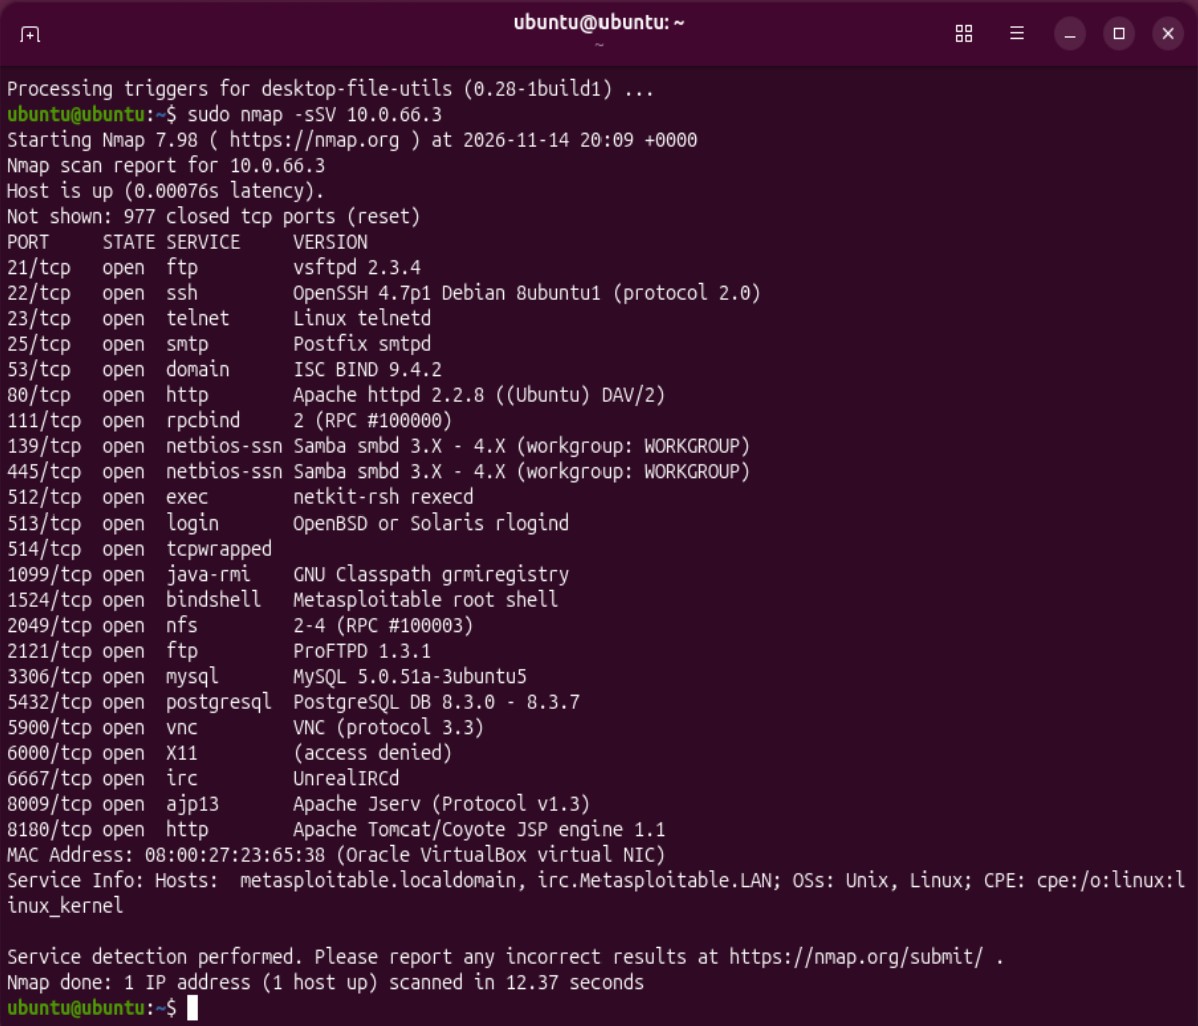 ubuntu@ubuntu: ~
~
Processing triggers for desktop-file-utils (0.28-1build1) ...
ubuntu@ubuntu:~$ sudo nmap -sSV 10.0.66.3
Starting Nmap 7.98 ( https://nmap.org ) at 2026-11-14 20:09 +0000
Nmap scan report for 10.0.66.3
Host is up (0.00076s latency).
Not shown: 977 closed tcp ports (reset)
PORT     STATE SERVICE     VERSION
21/tcp   open  ftp         vsftpd 2.3.4
22/tcp   open  ssh         OpenSSH 4.7p1 Debian 8ubuntu1 (protocol 2.0)
23/tcp   open  telnet      Linux telnetd
25/tcp   open  smtp        Postfix smtpd
53/tcp   open  domain      ISC BIND 9.4.2
80/tcp   open  http        Apache httpd 2.2.8 ((Ubuntu) DAV/2)
111/tcp  open  rpcbind     2 (RPC #100000)
139/tcp  open  netbios-ssn Samba smbd 3.X - 4.X (workgroup: WORKGROUP)
445/tcp  open  netbios-ssn Samba smbd 3.X - 4.X (workgroup: WORKGROUP)
512/tcp  open  exec        netkit-rsh rexecd
513/tcp  open  login       OpenBSD or Solaris rlogind
514/tcp  open  tcpwrapped
1099/tcp open  java-rmi    GNU Classpath grmiregistry
1524/tcp open  bindshell   Metasploitable root shell
2049/tcp open  nfs         2-4 (RPC #100003)
2121/tcp open  ftp         ProFTPD 1.3.1
3306/tcp open  mysql       MySQL 5.0.51a-3ubuntu5
5432/tcp open  postgresql  PostgreSQL DB 8.3.0 - 8.3.7
5900/tcp open  vnc         VNC (protocol 3.3)
6000/tcp open  X11         (access denied)
6667/tcp open  irc         UnrealIRCd
8009/tcp open  ajp13       Apache Jserv (Protocol v1.3)
8180/tcp open  http        Apache Tomcat/Coyote JSP engine 1.1
MAC Address: 08:00:27:23:65:38 (Oracle VirtualBox virtual NIC)
Service Info: Hosts:  metasploitable.localdomain, irc.Metasploitable.LAN; OSs: Unix, Linux; CPE: cpe:/o:linux:l
inux_kernel
Service detection performed. Please report any incorrect results at https://nmap.org/submit/ .
Nmap done: 1 IP address (1 host up) scanned in 12.37 seconds
ubuntu@ubuntu:~$